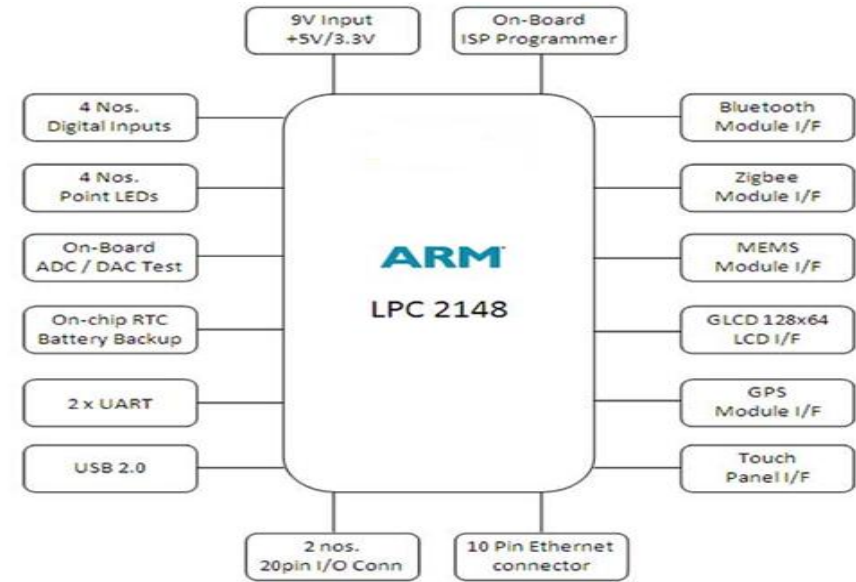 9V Input
+5V/3.3V
On-Board
ISP Programmer
4 Nos.
Digital Inputs
4 Nos.
Point LEDs
On-Board
ADC / DAC Test
On-chip RTC
Battery Backup
2 x UART
USB 2.0
ARM
LPC 2148
Bluetooth
Module I/F
Zigbee
Module I/F
MEMS
Module I/F
GLCD 128x64
LCD I/F
GPS
Module I/F
Touch
Panel I/F
2 nos.
20pin I/O Conn
10 Pin Ethernet
connector